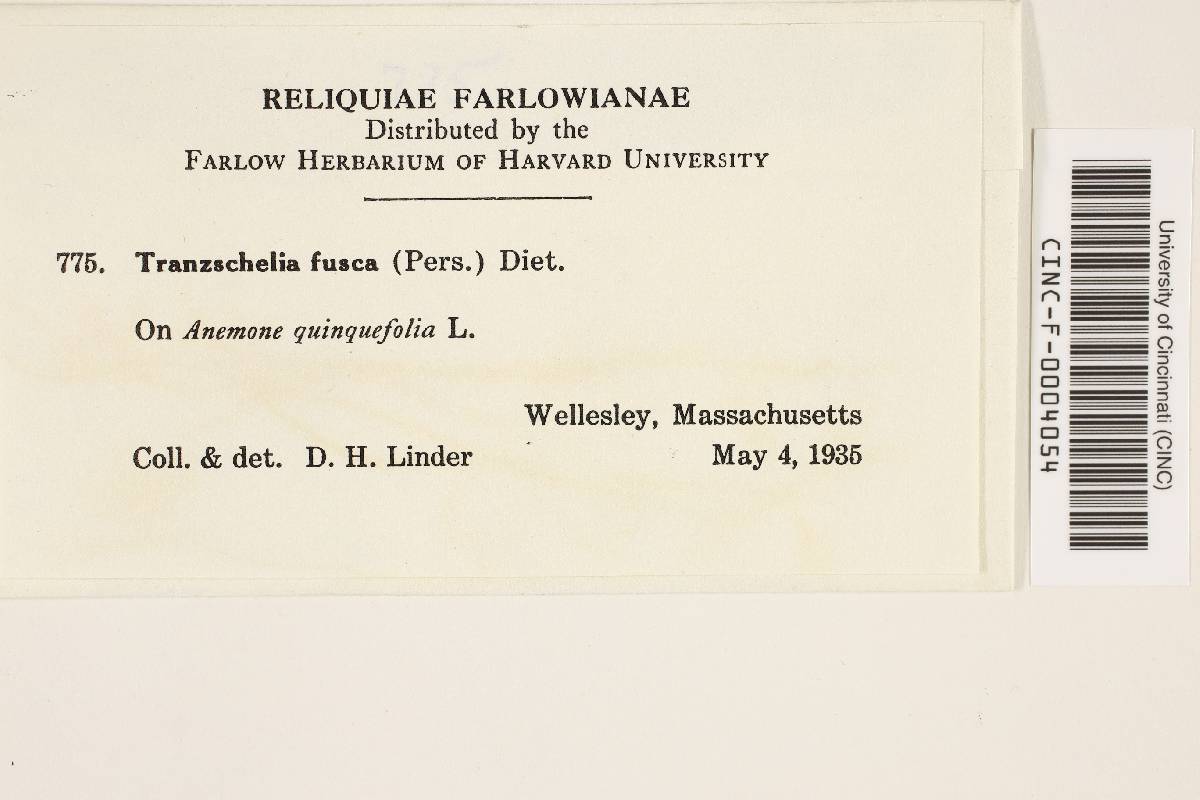 RELIQUIAE FARLOWIANAE
Distributed by the
FARLOW HERBARIUM OF HARVARD UNIVERSITY
775. Tranzschelia fusca (Pers.) Diet.
On Anemone quinquefolia L.
Wellesley, Massachusetts
Coll. & det. D. H. Linder May 4, 1935
University of Cincinnati (CINC)
CINC-F-0004054